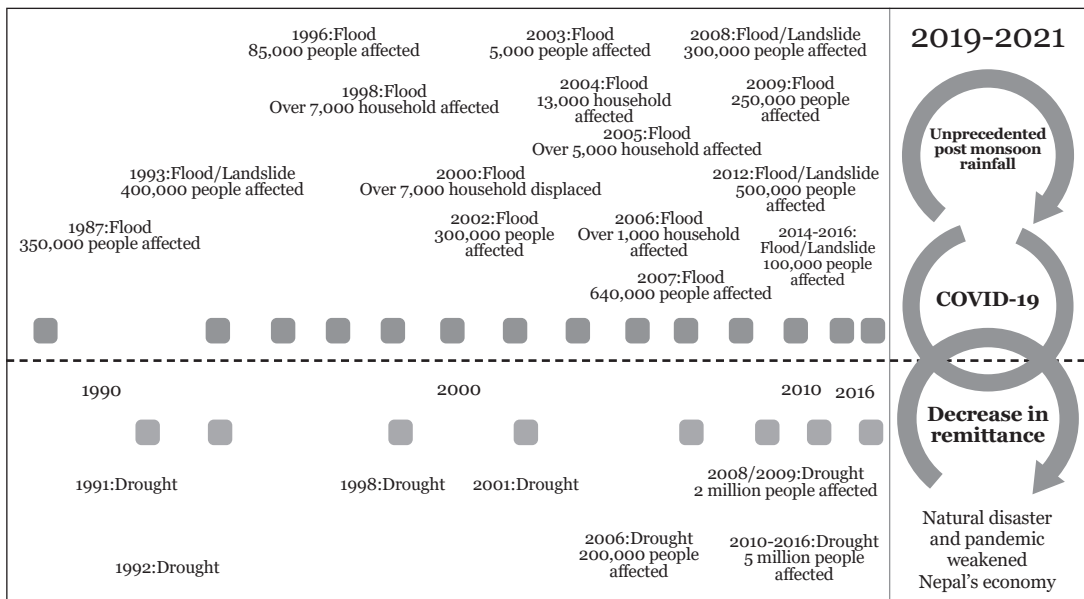 1996:Flood
85,000 people affected
2003:Flood
5,000 people affected
2008:Flood/Landslide
300,000 people affected
1998:Flood
Over 7,000 household affected
2004:Flood
13,000 household
affected
2009:Flood
250,000 people
affected
2005:Flood
Over 5,000 household affected
1993:Flood/Landslide
400,000 people affected
2000:Flood
Over 7,000 household displaced
2012:Flood/Landslide
500,000 people
affected
1987:Flood
350,000 people affected
2002:Flood
300,000 people
affected
2006:Flood
Over 1,000 household
affected
2014-2016:
Flood/Landslide
100,000 people
affected
2007:Flood
640,000 people affected
1990
2000
2010
2016
1991:Drought
1998:Drought
2001:Drought
2008/2009:Drought
2 million people affected
1992:Drought
2006:Drought
200,000 people
affected
2010-2016:Drought
5 million people
affected
2019-2021
Unprecedented
post monsoon
rainfall
COVID-19
Decrease in
remittance
Natural disaster
and pandemic
weakened
Nepal's economy